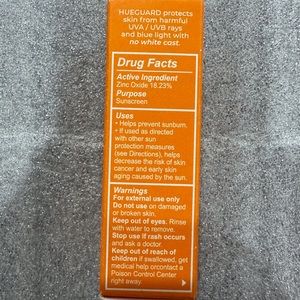 HUEGUARD protects
skin from harmful
UVA / UVB rays
and blue light with
no white cast.
Drug Facts
Active Ingredient
Zinc Oxide 18.23%
Purpose
Sunscreen
Uses
• Helps prevent sunburn.
• If used as directed
with other sun
protection measures
(see Directions), helps
decrease the risk of skin
cancer and early skin
aging caused by the sun.
Warnings
For external use only
Do not use on damaged
or broken skin.
Keep out of eyes. Rinse
with water to remove.
Stop use if rash occurs
and ask a doctor.
Keep out of reach of
children if swallowed, get
medical help orcontact a
Poison Control Center
right away.